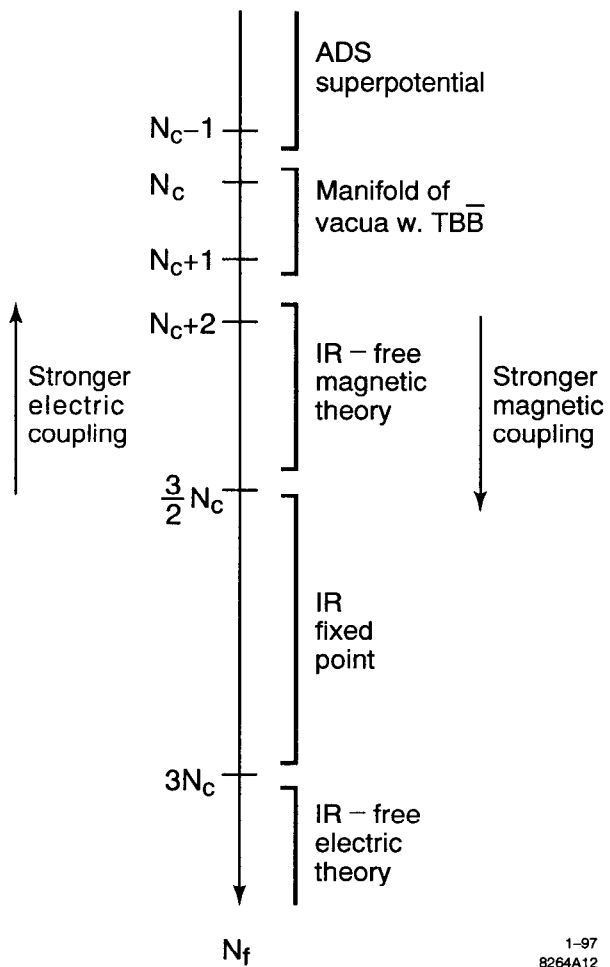 ADS
superpotential
N_c−1
N_c
Manifold of
vacua w. TBB̅
N_c+1
N_c+2
IR – free
magnetic
theory
Stronger
electric
coupling
Stronger
magnetic
coupling
3/2 N_c
IR
fixed
point
3N_c
IR – free
electric
theory
N_f
1–97
8264A12